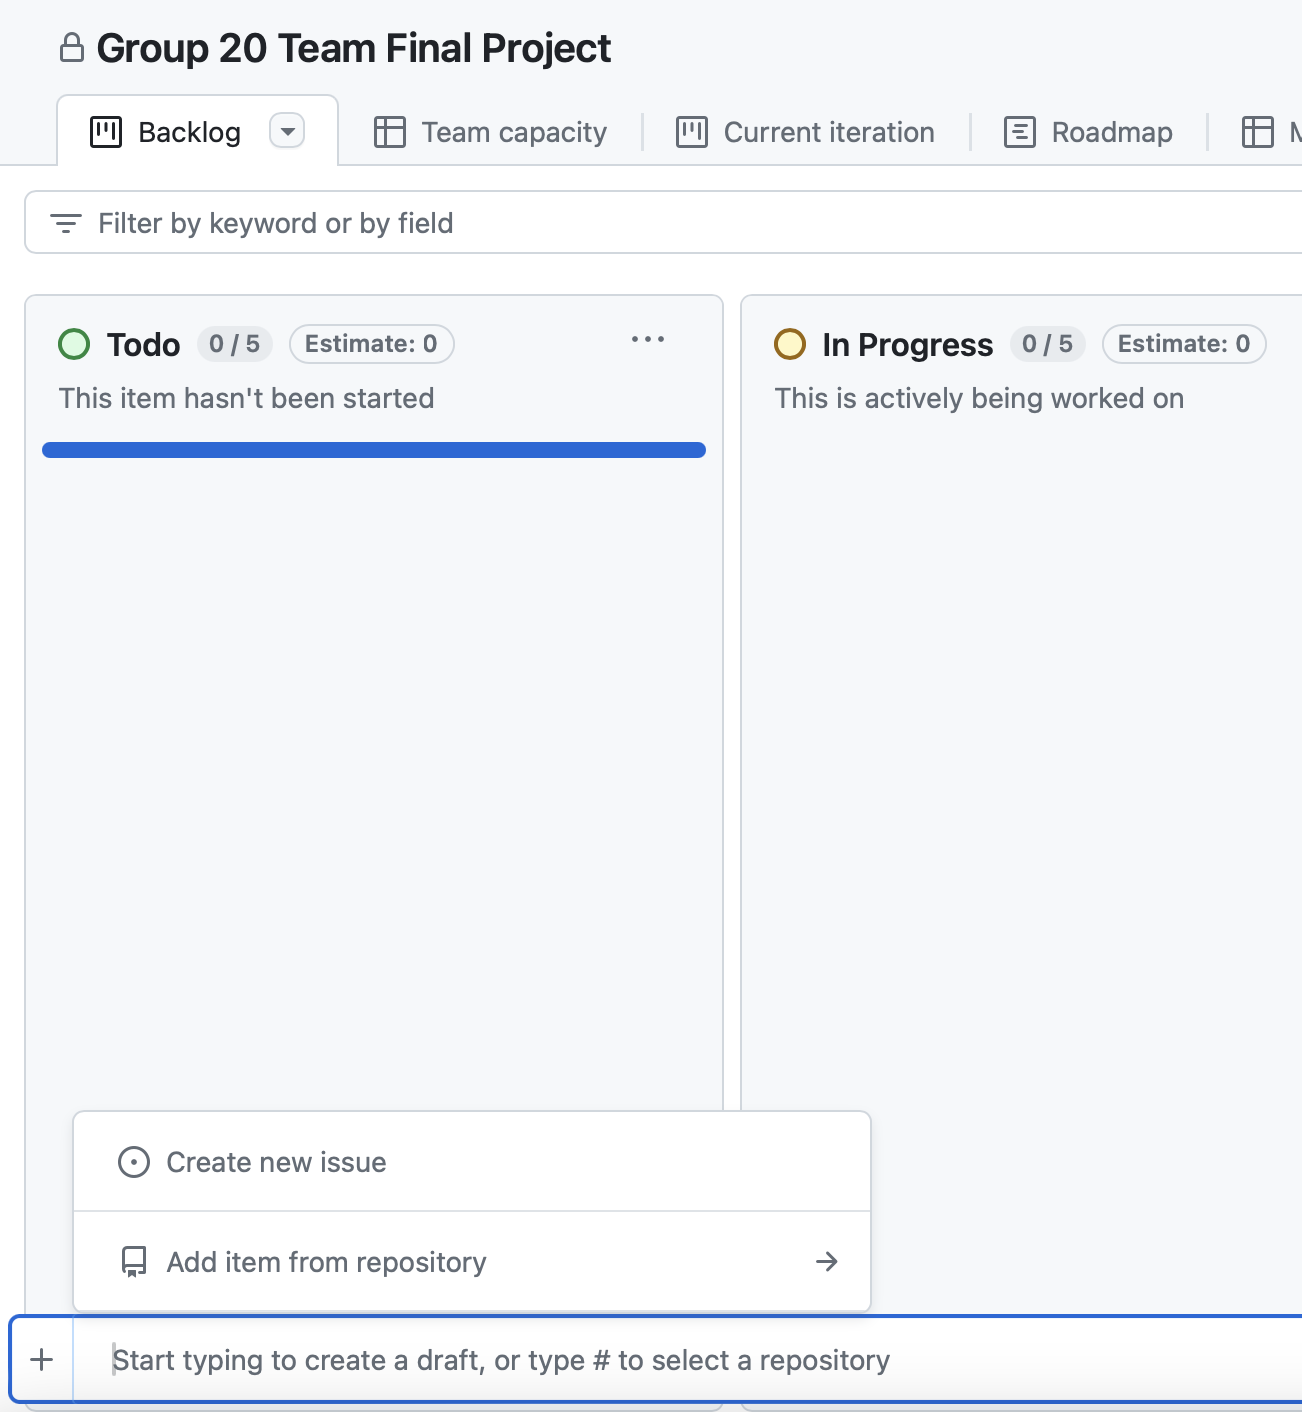 Group 20 Team Final Project
Backlog
Team capacity
Current iteration
Roadmap
Filter by keyword or by field
Todo 0 / 5 Estimate: 0
This item hasn't been started
In Progress 0 / 5 Estimate: 0
This is actively being worked on
Create new issue
Add item from repository
Start typing to create a draft, or type # to select a repository